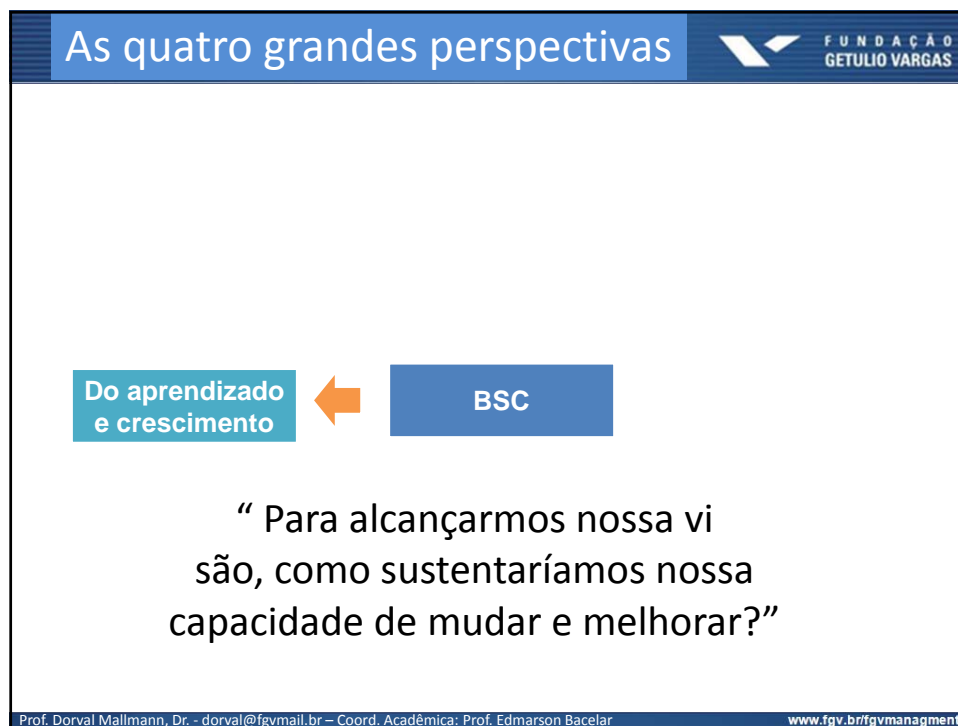 As quatro grandes perspectivas
FUNDAÇÃO
GETULIO VARGAS
Do aprendizado
e crescimento
BSC
“ Para alcançarmos nossa vi
são, como sustentaríamos nossa
capacidade de mudar e melhorar?”
Prof. Dorval Mallmann, Dr. - dorval@fgvmail.br – Coord. Acadêmica: Prof. Edmarson Bacelar
www.fgv.br/fgvmanagment